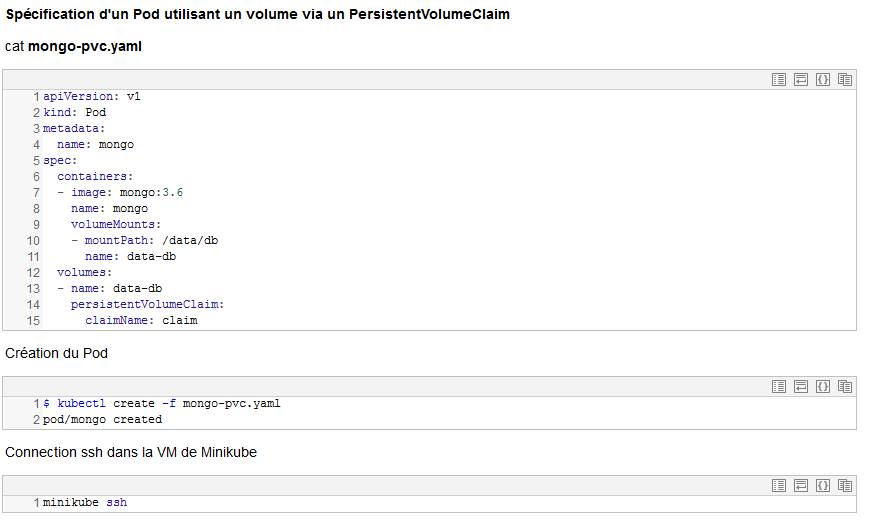 Spécification d'un Pod utilisant un volume via un PersistentVolumeClaim
cat mongo-pvc.yaml
1 apiVersion: v1
2 kind: Pod
3 metadata:
4   name: mongo
5 spec:
6   containers:
7   - image: mongo:3.6
8     name: mongo
9     volumeMounts:
10     - mountPath: /data/db
11       name: data-db
12   volumes:
13   - name: data-db
14     persistentVolumeClaim:
15       claimName: claim
Création du Pod
1 $ kubectl create -f mongo-pvc.yaml
2 pod/mongo created
Connection ssh dans la VM de Minikube
1 minikube ssh